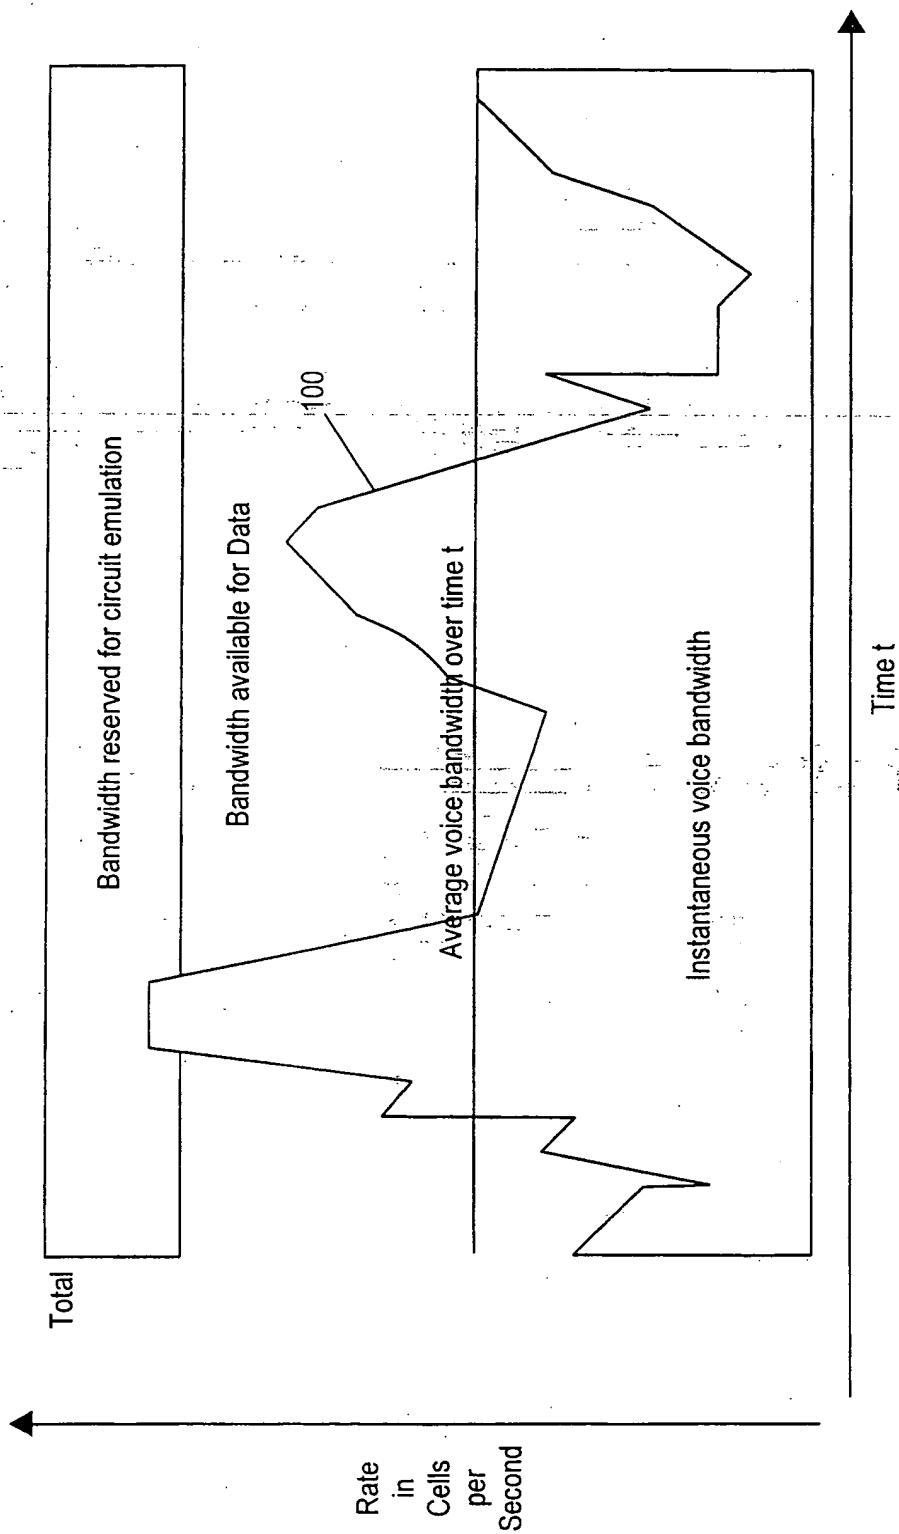 Total
Bandwidth reserved for circuit emulation
Bandwidth available for Data
100
Average voice bandwidth over time t
Instantaneous voice bandwidth
Rate
in
Cells
per
Second
Time t